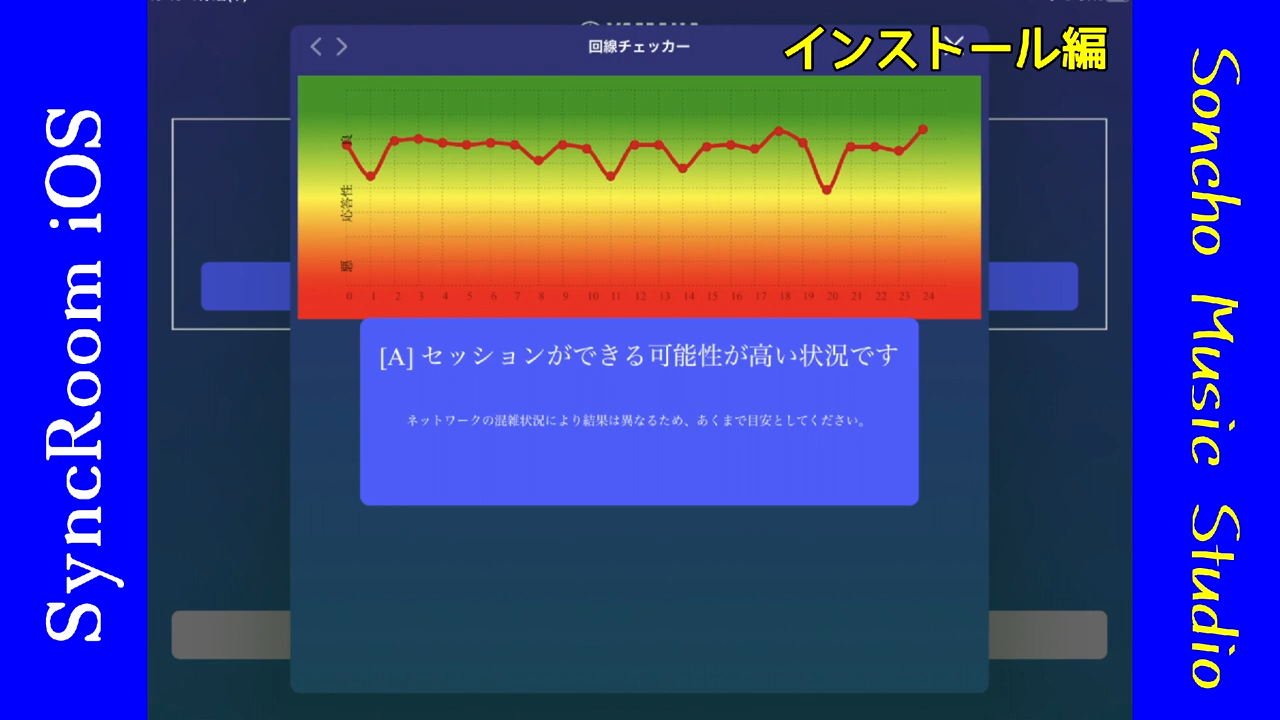 SyncRoom iOS
回線チェッカー
インストール編
良
応答性
悪
0 1 2 3 4 5 6 7 8 9 10 11 12 13 14 15 16 17 18 19 20 21 22 23 24
[A] セッションができる可能性が高い状況です
ネットワークの混雑状況により結果は異なるため、あくまで目安としてください。
Soncho Music Studio